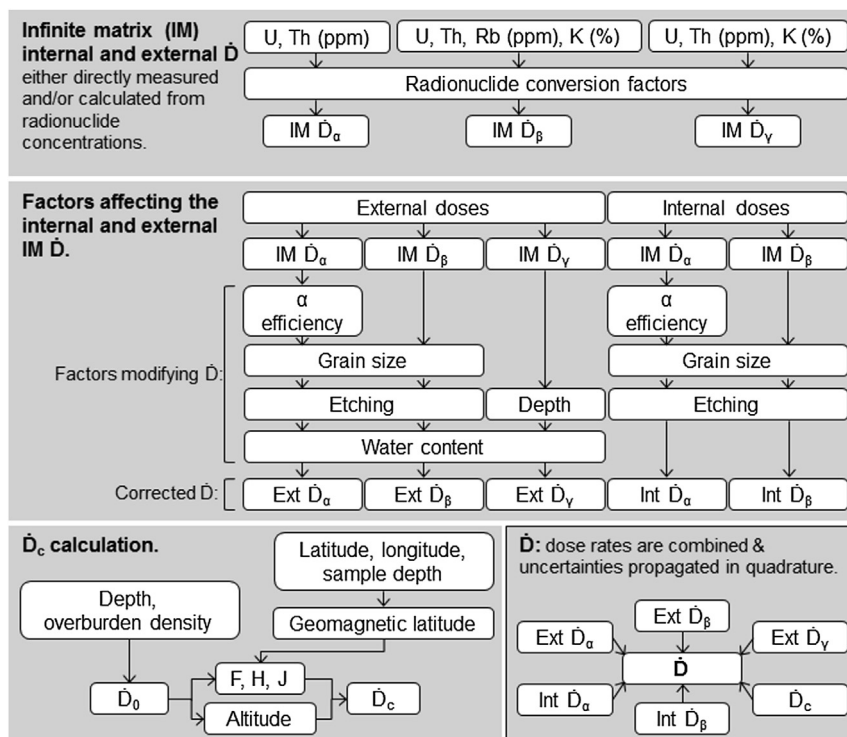 Infinite matrix (IM)
internal and external Ḋ
either directly measured
and/or calculated from
radionuclide
concentrations.
U, Th (ppm)
U, Th, Rb (ppm), K (%)
U, Th (ppm), K (%)
Radionuclide conversion factors
IM Ḋα
IM Ḋβ
IM Ḋγ
Factors affecting the
internal and external
IM Ḋ.
External doses
Internal doses
IM Ḋα
IM Ḋβ
IM Ḋγ
IM Ḋα
IM Ḋβ
Factors modifying Ḋ:
α
efficiency
α
efficiency
Grain size
Grain size
Etching
Depth
Etching
Water content
Corrected Ḋ:
Ext Ḋα
Ext Ḋβ
Ext Ḋγ
Int Ḋα
Int Ḋβ
Ḋc calculation.
Latitude, longitude,
sample depth
Depth,
overburden density
Geomagnetic latitude
Ḋ0
F, H, J
Altitude
Ḋc
Ḋ: dose rates are combined &
uncertainties propagated in quadrature.
Ext Ḋβ
Ext Ḋα
Ext Ḋγ
Ḋ
Int Ḋα
Ḋc
Int Ḋβ